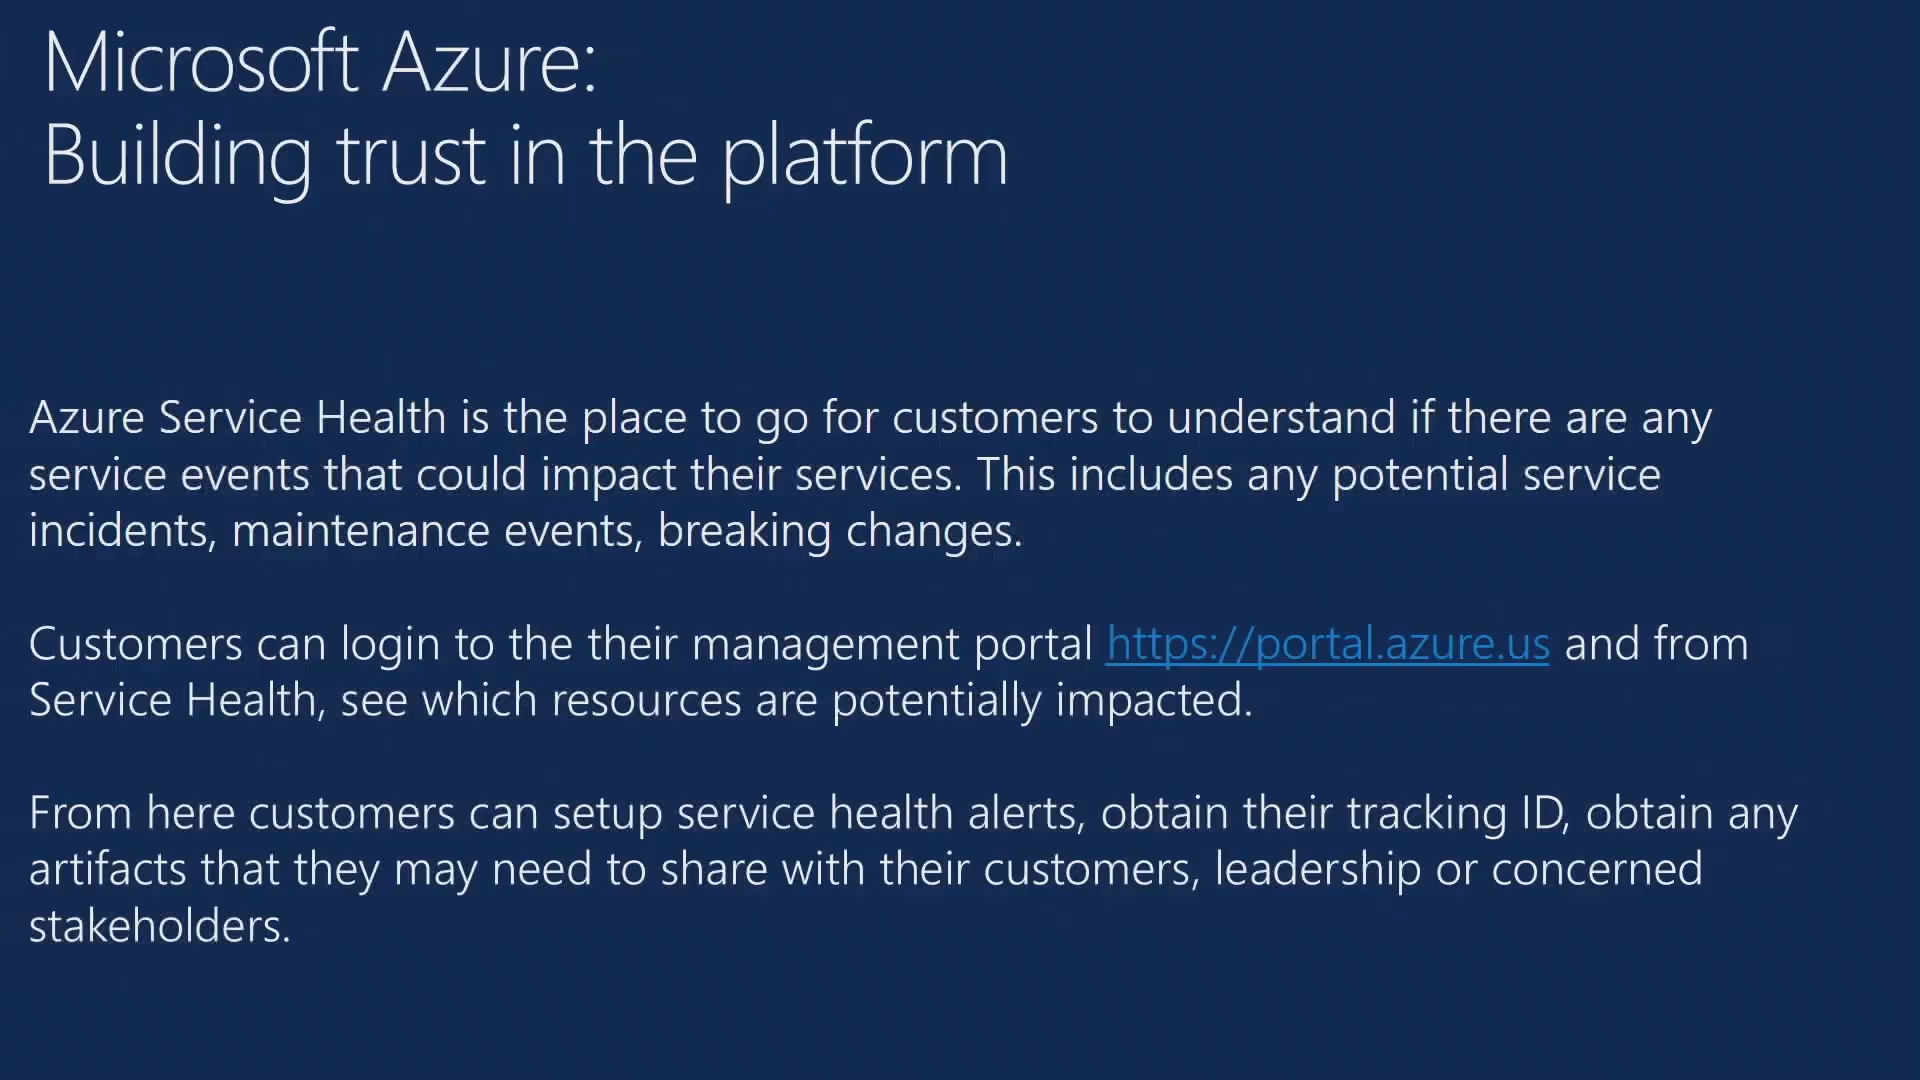 Microsoft Azure:
Building trust in the platform
Azure Service Health is the place to go for customers to understand if there are any
service events that could impact their services. This includes any potential service
incidents, maintenance events, breaking changes.
Customers can login to the their management portal https://portal.azure.us and from
Service Health, see which resources are potentially impacted.
From here customers can setup service health alerts, obtain their tracking ID, obtain any
artifacts that they may need to share with their customers, leadership or concerned
stakeholders.